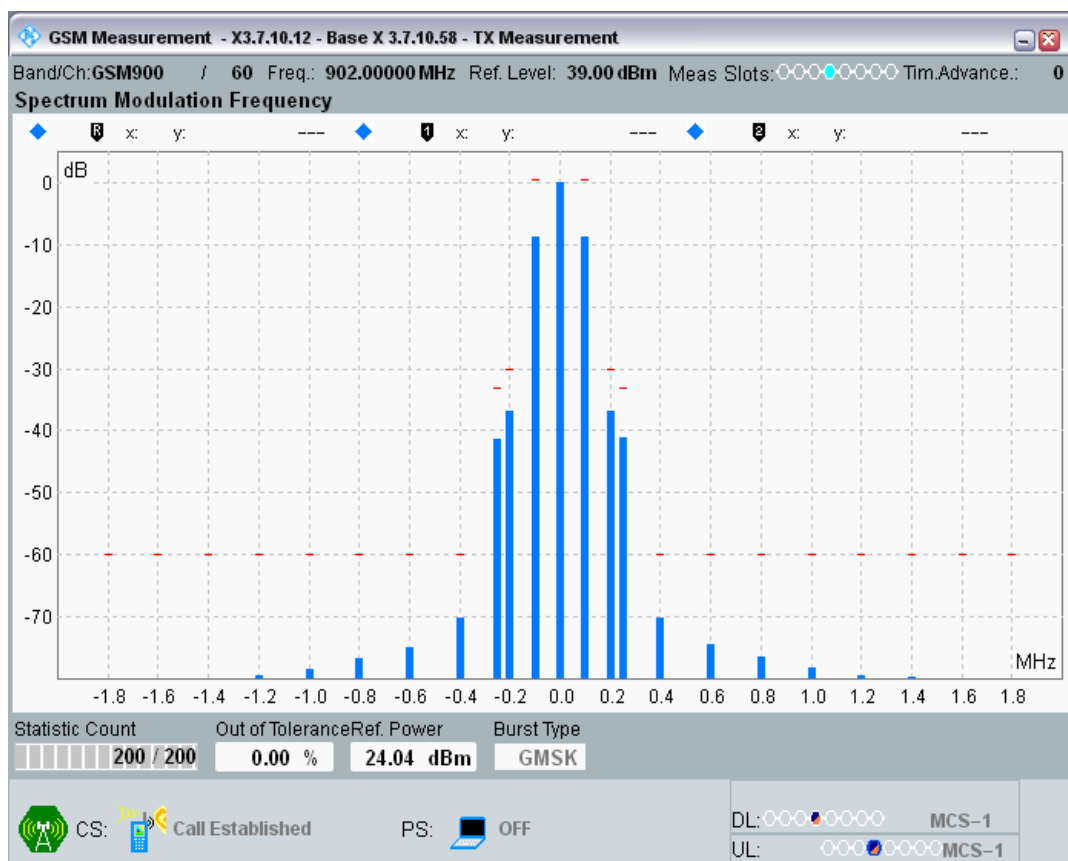 GSM Measurement - X3.7.10.12 - Base X 3.7.10.58 - TX Measurement
Band/Ch:GSM900 / 60 Freq.: 902.00000 MHz Ref. Level: 39.00 dBm Meas Slots: Tim.Advance.: 0
Spectrum Modulation Frequency
R x: y: --- 1 x: y: --- 2 x: y: ---
dB
0
-10
-20
-30
-40
-50
-60
-70
MHz
-1.8 -1.6 -1.4 -1.2 -1.0 -0.8 -0.6 -0.4 -0.2 0.0 0.2 0.4 0.6 0.8 1.0 1.2 1.4 1.6 1.8
Statistic Count Out of Tolerance Ref. Power Burst Type
200 / 200 0.00 % 24.04 dBm GMSK
CS: Call Established PS: OFF
DL: MCS-1
UL: MCS-1